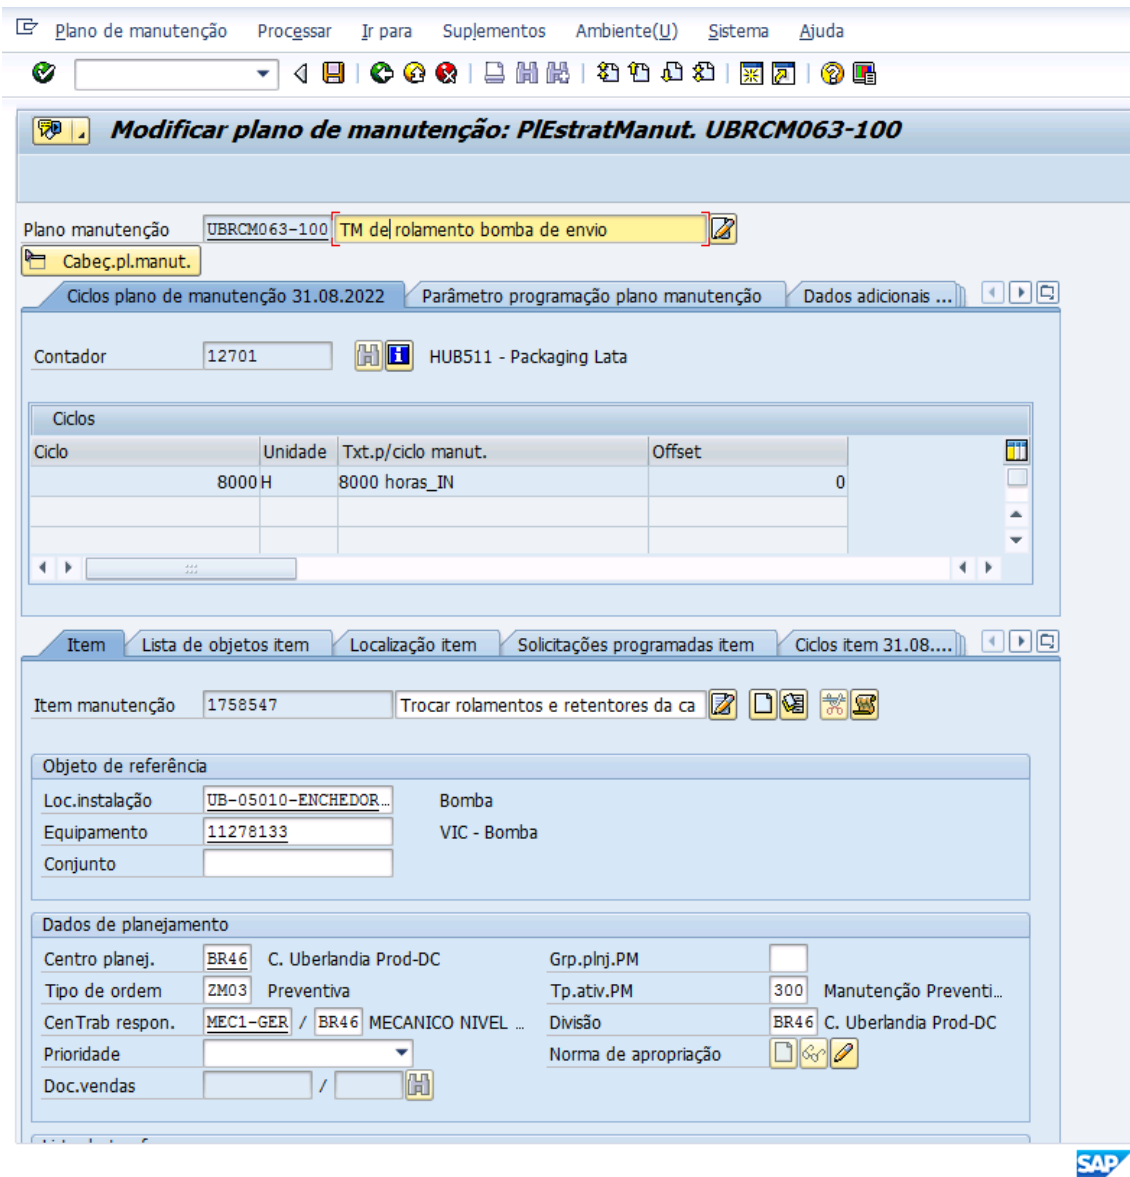 Plano de manutenção Processar Ir para Suplementos Ambiente(U) Sistema Ajuda
Modificar plano de manutenção: PlEstratManut. UBRCM063-100
Plano manutenção UBRCM063-100 TM de rolamento bomba de envio
Cabeç.pl.manut.
Ciclos plano de manutenção 31.08.2022 Parâmetro programação plano manutenção Dados adicionais ...
Contador 12701 HUB511 - Packaging Lata
Ciclos
Ciclo Unidade Txt.p/ciclo manut. Offset
8000 H 8000 horas_IN 0
Item Lista de objetos item Localização item Solicitações programadas item Ciclos item 31.08....
Item manutenção 1758547 Trocar rolamentos e retentores da ca
Objeto de referência
Loc.instalação UB-05010-ENCHEDOR... Bomba
Equipamento 11278133 VIC - Bomba
Conjunto
Dados de planejamento
Centro planej. BR46 C. Uberlandia Prod-DC Grp.plnj.PM
Tipo de ordem ZM03 Preventiva Tp.ativ.PM 300 Manutenção Preventi...
CenTrab respon. MEC1-GER / BR46 MECANICO NIVEL ... Divisão BR46 C. Uberlandia Prod-DC
Prioridade Norma de apropriação
Doc.vendas /
SAP